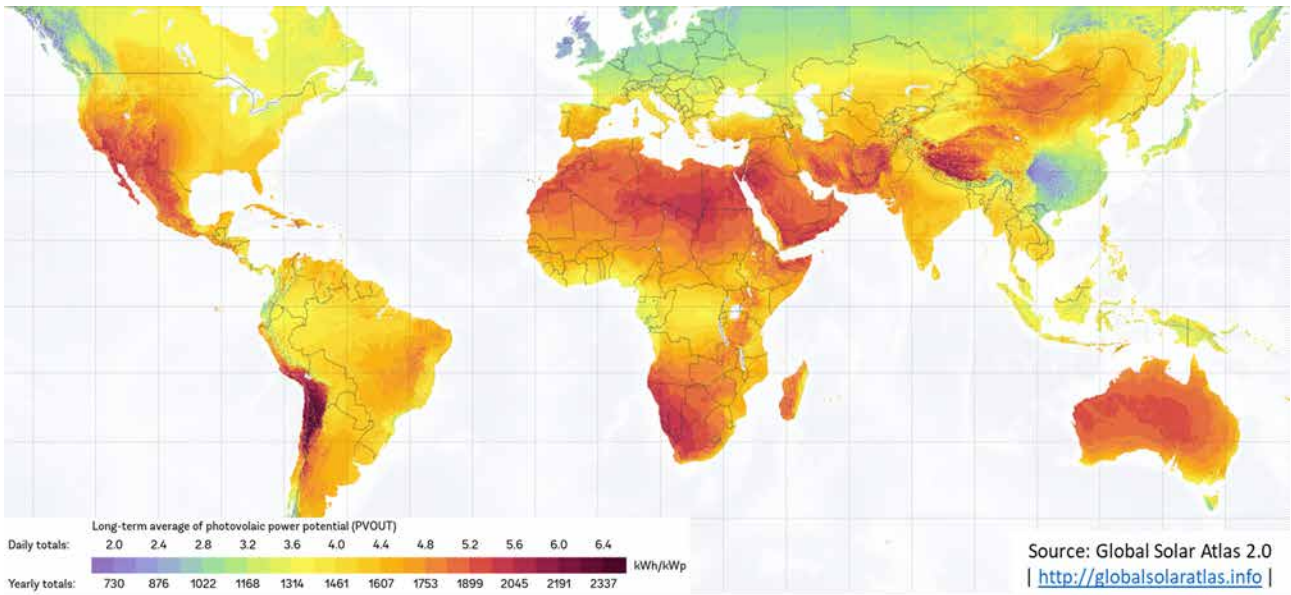 Long-term average of photovolaic power potential (PVOUT)
Daily totals: 2.0 2.4 2.8 3.2 3.6 4.0 4.4 4.8 5.2 5.6 6.0 6.4
kWh/kWp
Yearly totals: 730 876 1022 1168 1314 1461 1607 1753 1899 2045 2191 2337
Source: Global Solar Atlas 2.0
| http://globalsolaratlas.info |